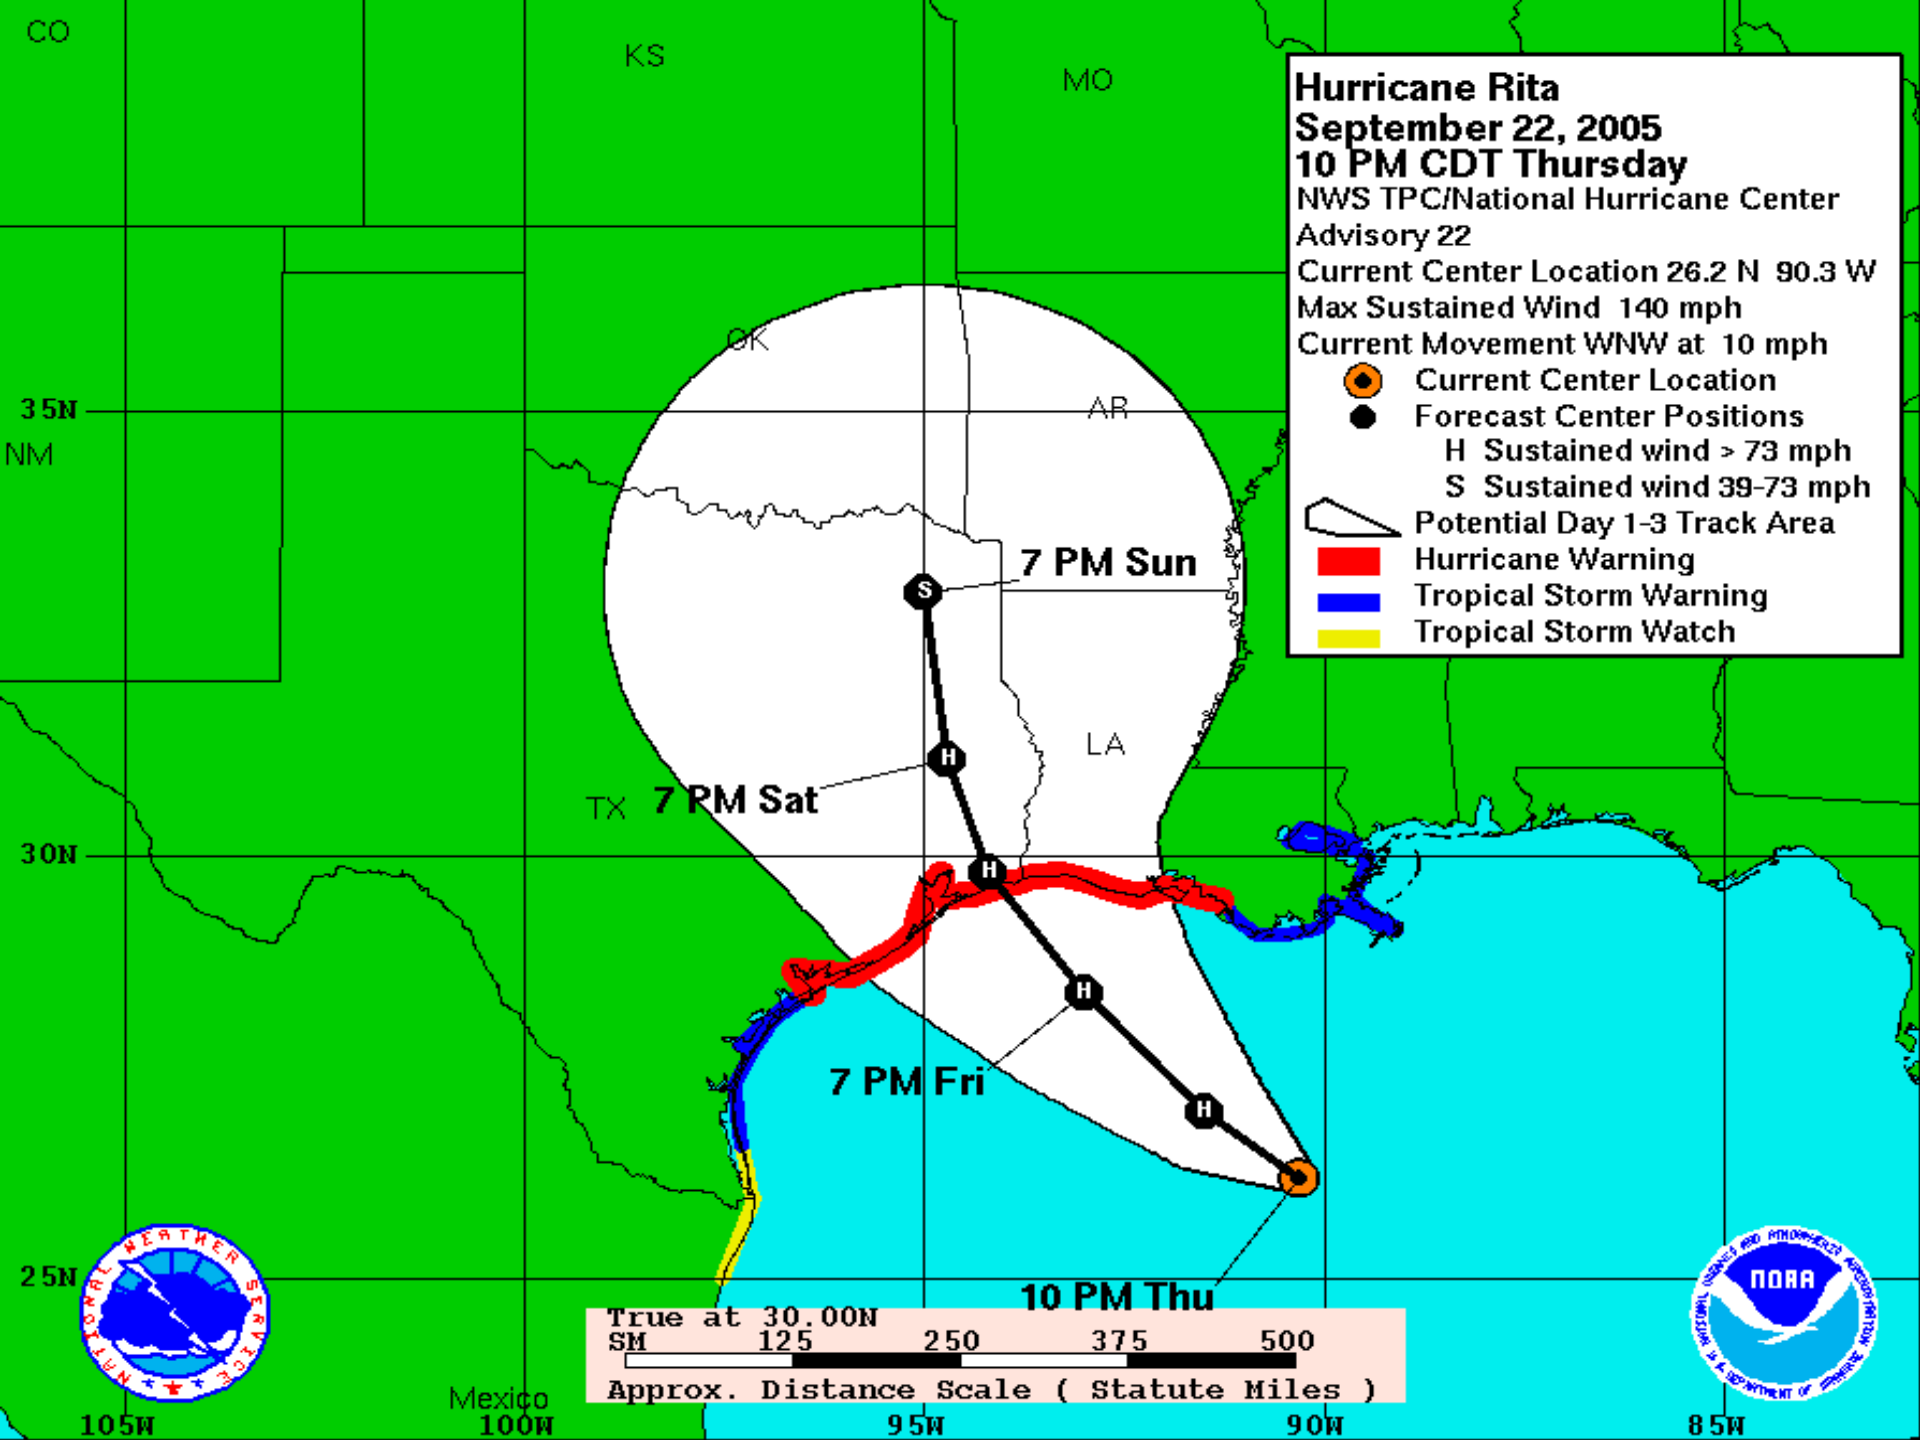 CO
KS
MO
Hurricane Rita
September 22, 2005
10 PM CDT Thursday
NWS TPC/National Hurricane Center
Advisory 22
Current Center Location 26.2 N 90.3 W
Max Sustained Wind 140 mph
Current Movement WNW at 10 mph
Current Center Location
Forecast Center Positions
H Sustained wind > 73 mph
S Sustained wind 39-73 mph
Potential Day 1-3 Track Area
Hurricane Warning
Tropical Storm Warning
Tropical Storm Watch
OK
35N
AR
NM
7 PM Sun
S
LA
H
7 PM Sat
TX
30N
H
H
7 PM Fri
H
25N
10 PM Thu
NATIONAL WEATHER SERVICE
NOAA
True at 30.00N
SM 125 250 375 500
Approx. Distance Scale ( Statute Miles )
Mexico
105W 100W 95W 90W 85W